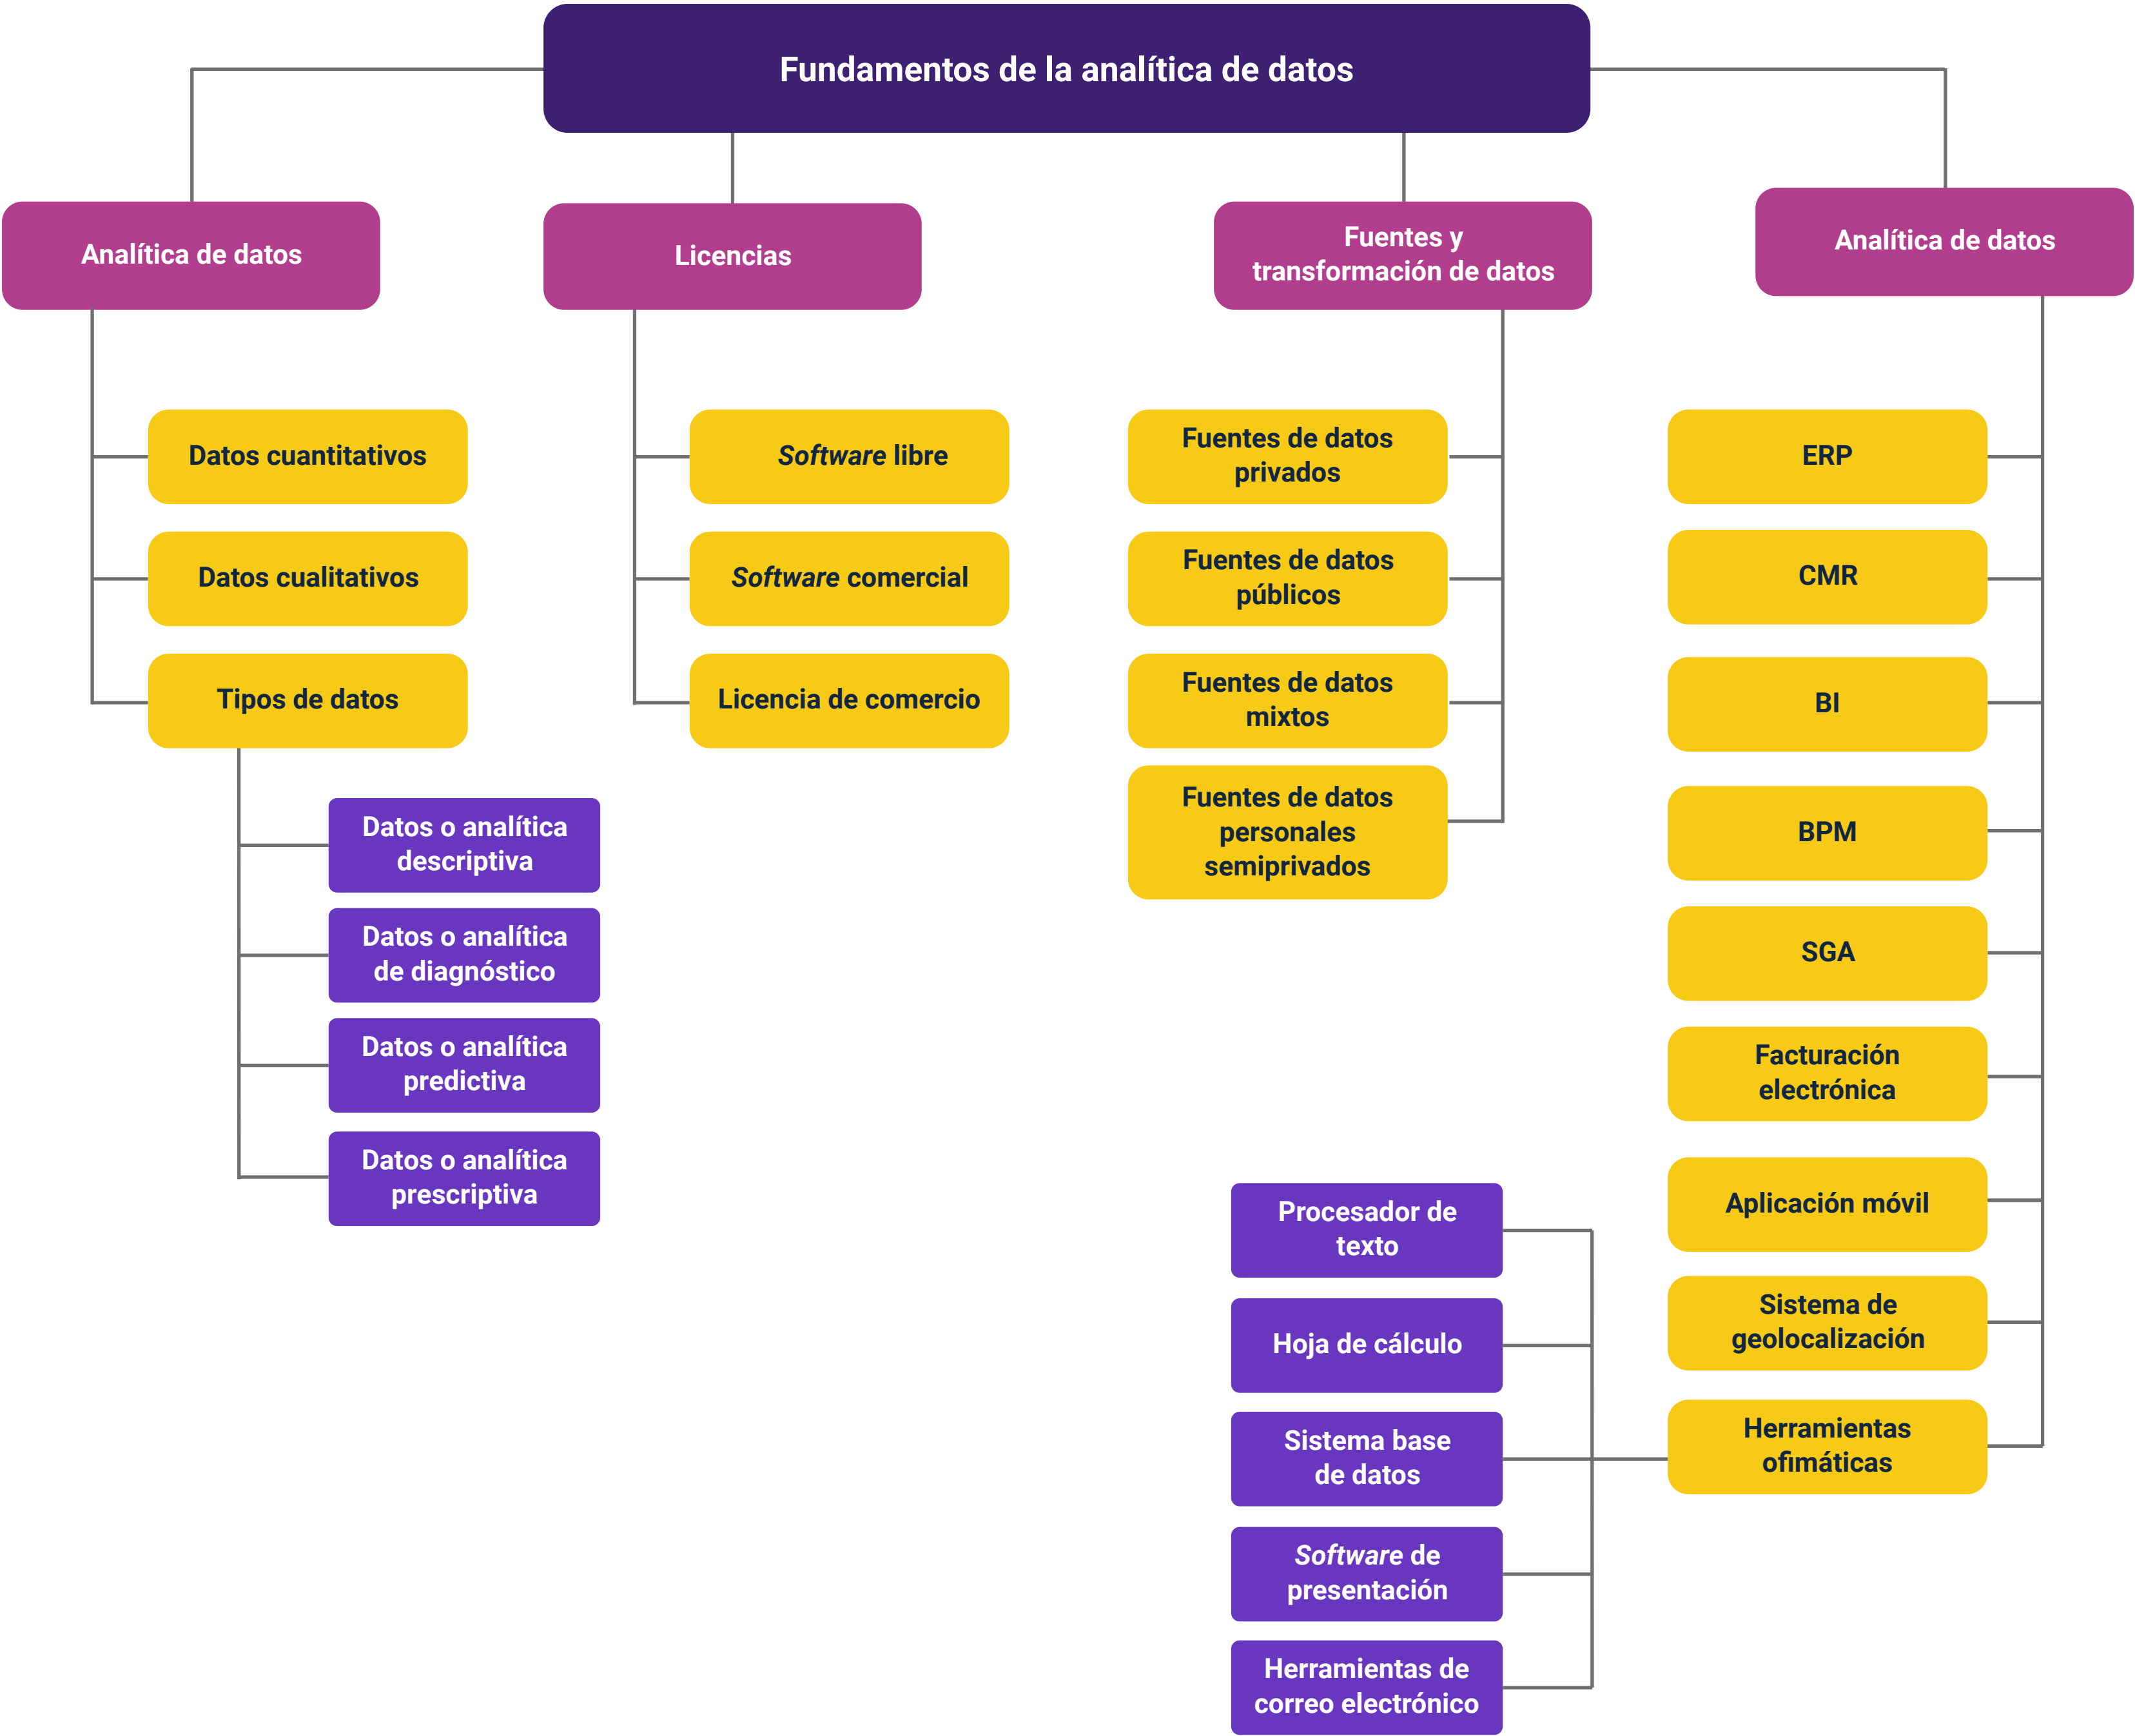 Fundamentos de la analítica de datos
Analítica de datos
Datos cuantitativos
Datos cualitativos
Tipos de datos
Datos o analítica
descriptiva
Datos o analítica
de diagnóstico
Datos o analítica
predictiva
Datos o analítica
prescriptiva
Licencias
Software libre
Software comercial
Licencia de comercio
Fuentes y
transformación de datos
Fuentes de datos
privados
Fuentes de datos
públicos
Fuentes de datos
mixtos
Fuentes de datos
personales
semiprivados
Analítica de datos
ERP
CMR
BI
BPM
SGA
Facturación
electrónica
Aplicación móvil
Sistema de
geolocalización
Herramientas
ofimáticas
Procesador de
texto
Hoja de cálculo
Sistema base
de datos
Software de
presentación
Herramientas de
correo electrónico